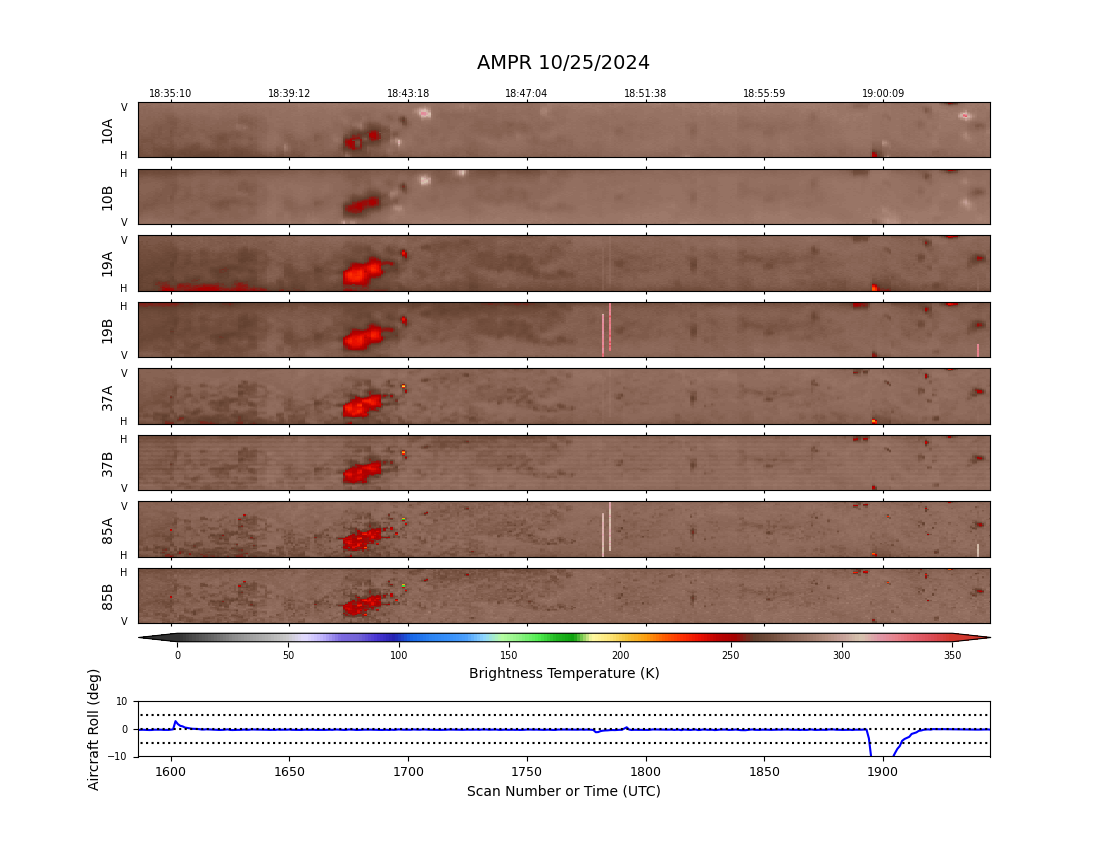 AMPR 10/25/2024
18:35:10 18:39:12 18:43:18 18:47:04 18:51:38 18:55:59 19:00:09
V
10A
H
H
10B
V
V
19A
H
H
19B
V
V
37A
H
H
37B
V
V
85A
H
H
85B
V
0 50 100 150 200 250 300 350
Brightness Temperature (K)
Aircraft Roll (deg)
10
0
−10
1600 1650 1700 1750 1800 1850 1900
Scan Number or Time (UTC)